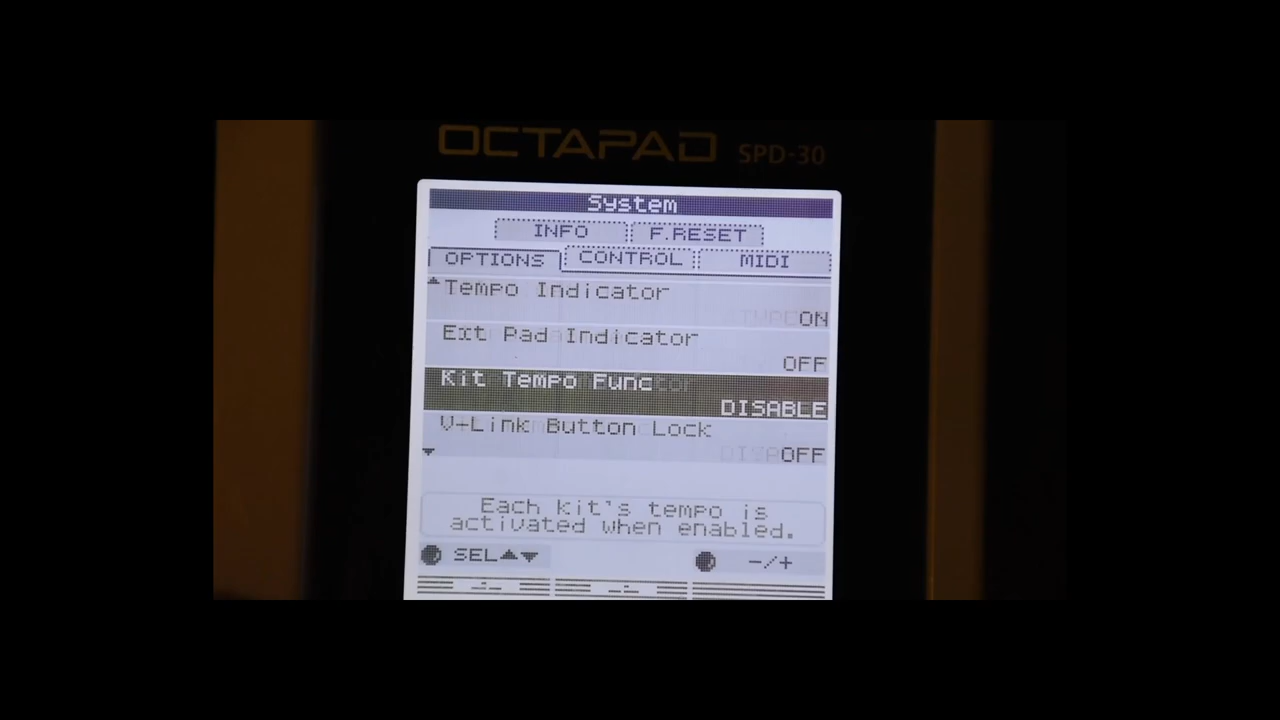 OCTAPAD SPD-30
System
INFO F.RESET
OPTIONS CONTROL MIDI
Tempo Indicator
ON
Ext Pad Indicator
OFF
Kit Tempo Func
DISABLE
V-Link Button Lock
OFF
Each kit's tempo is
activated when enabled.
SEL▲▼ -/+